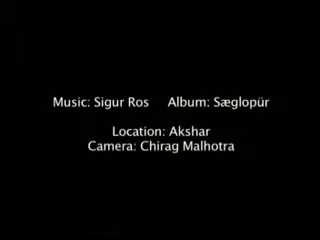 Music: Sigur Ros Album: Sæglopür
Location: Akshar
Camera: Chirag Malhotra